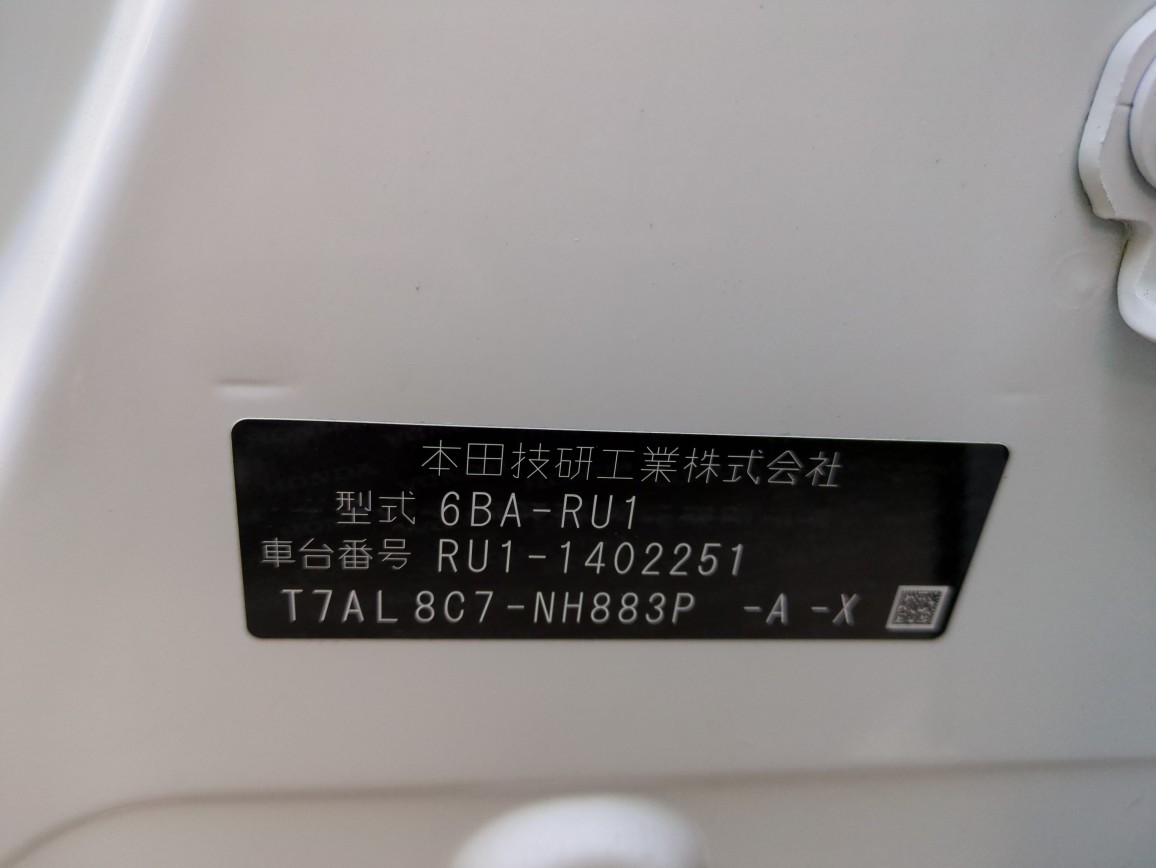 本田技研工業株式会社
型式 6BA-RU1
車台番号 RU1-1402251
T7AL8C7-NH883P -A -X